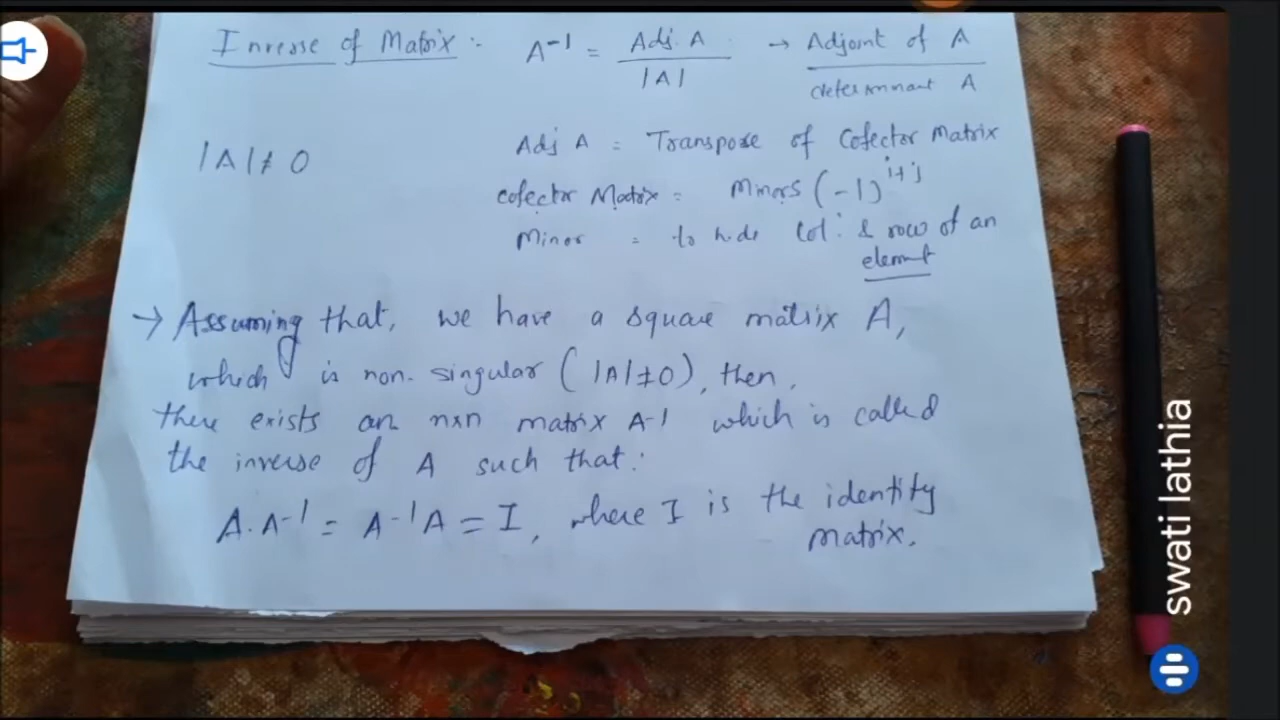 Inverse of Matrix :- A-1 = Adj. A / |A| → Adjoint of A / determinant A
|A| ≠ 0
Adj A = Transpose of Cofector Matrix
cofector Matrix = Minors (-1) i+j
Minor = to hide Col: & row of an
element
→ Assuming that, we have a square matrix A,
which is non-singular ( |A| ≠ 0), then,
there exists an n×n matrix A-1 which is called
the inverse of A such that:
A.A-1 = A-1A = I, where I is the identity
matrix.
swati lathia